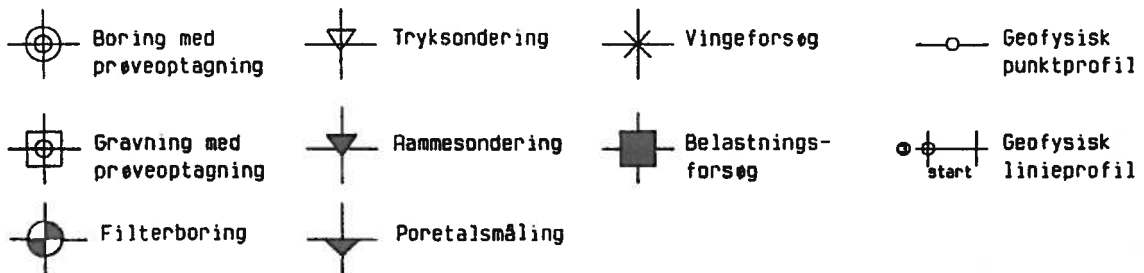 Boring med
prøveoptagning
Tryksondering
Vingeforsøg
Geofysisk
punktprofil
Gravning med
prøveoptagning
Rammesondering
Belastnings-
forsøg
start
Geofysisk
linieprofil
Filterboring
Poretalsmåling